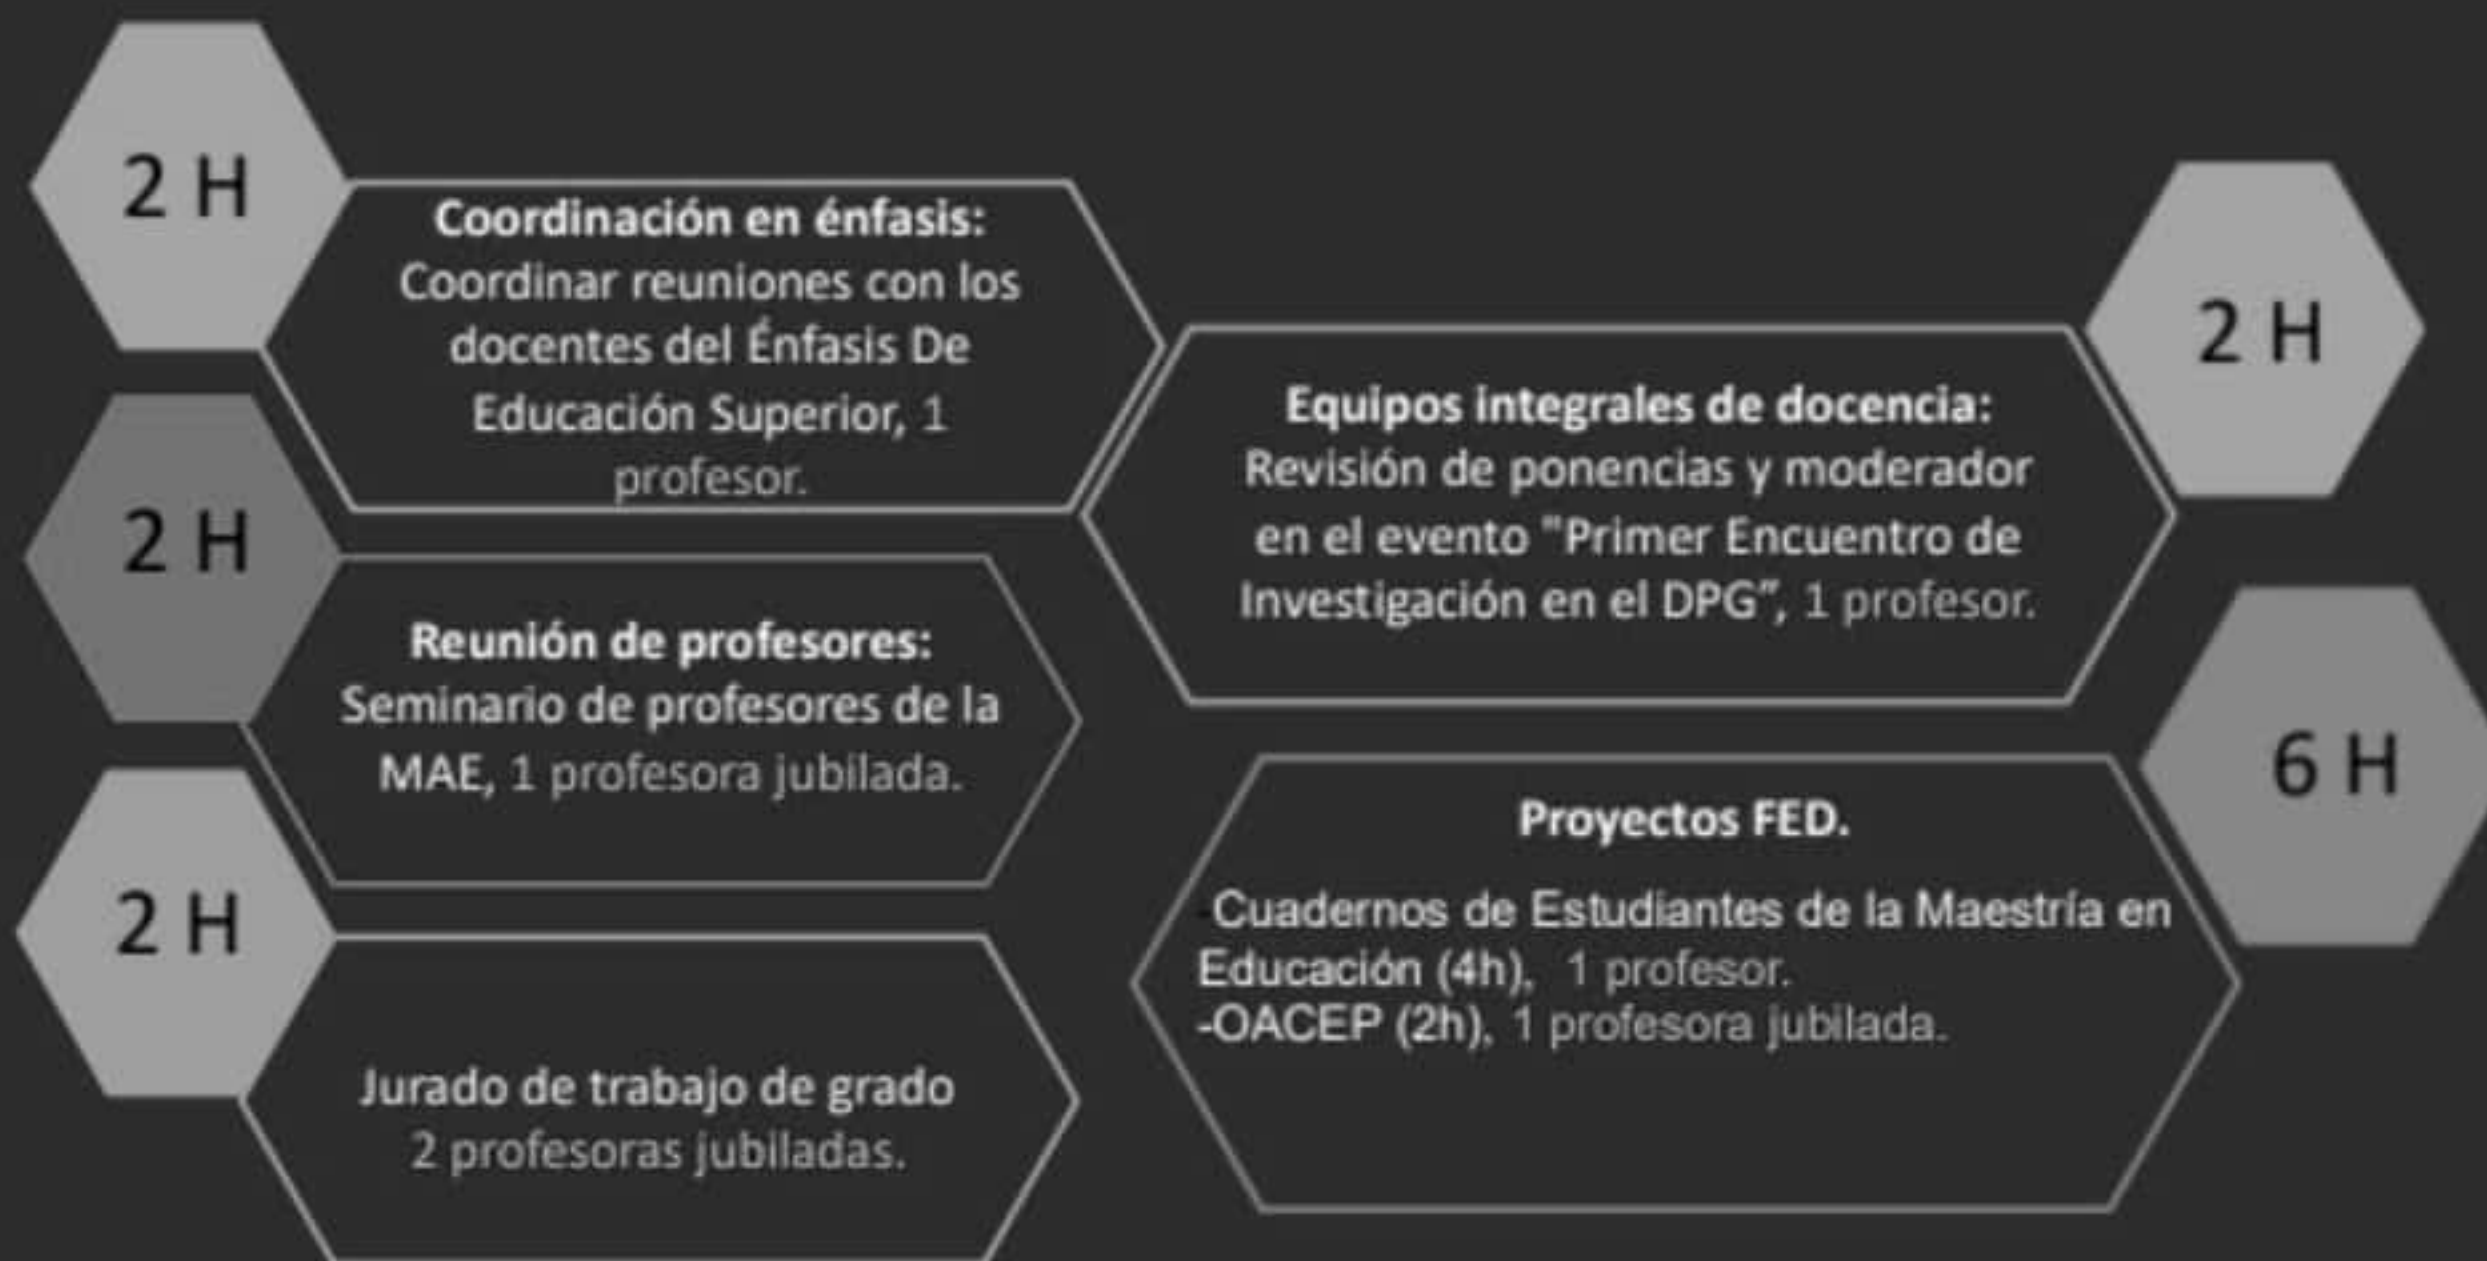 2 H
Coordinación en énfasis:
Coordinar reuniones con los
docentes del Énfasis De
Educación Superior, 1
profesor.
2 H
Reunión de profesores:
Seminario de profesores de la
MAE, 1 profesora jubilada.
2 H
Jurado de trabajo de grado
2 profesoras jubiladas.
2 H
Equipos integrales de docencia:
Revisión de ponencias y moderador
en el evento "Primer Encuentro de
Investigación en el DPG”, 1 profesor.
6 H
Proyectos FED.
-Cuadernos de Estudiantes de la Maestría en
Educación (4h), 1 profesor.
-OACEP (2h), 1 profesora jubilada.